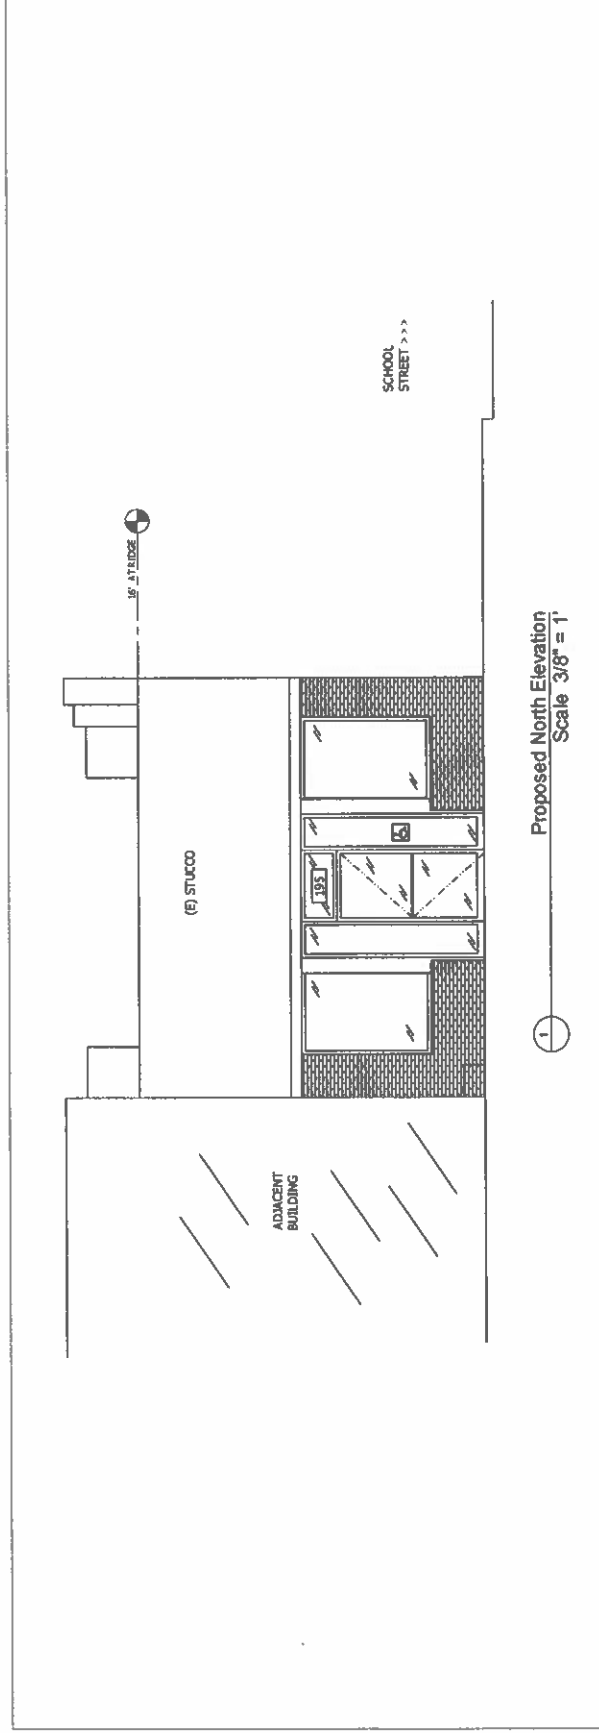 16' AT RIDGE
(E) STUCCO
195
ADJACENT
BUILDING
SCHOOL
STREET > > >
1
Proposed North Elevation
Scale 3/8" = 1'